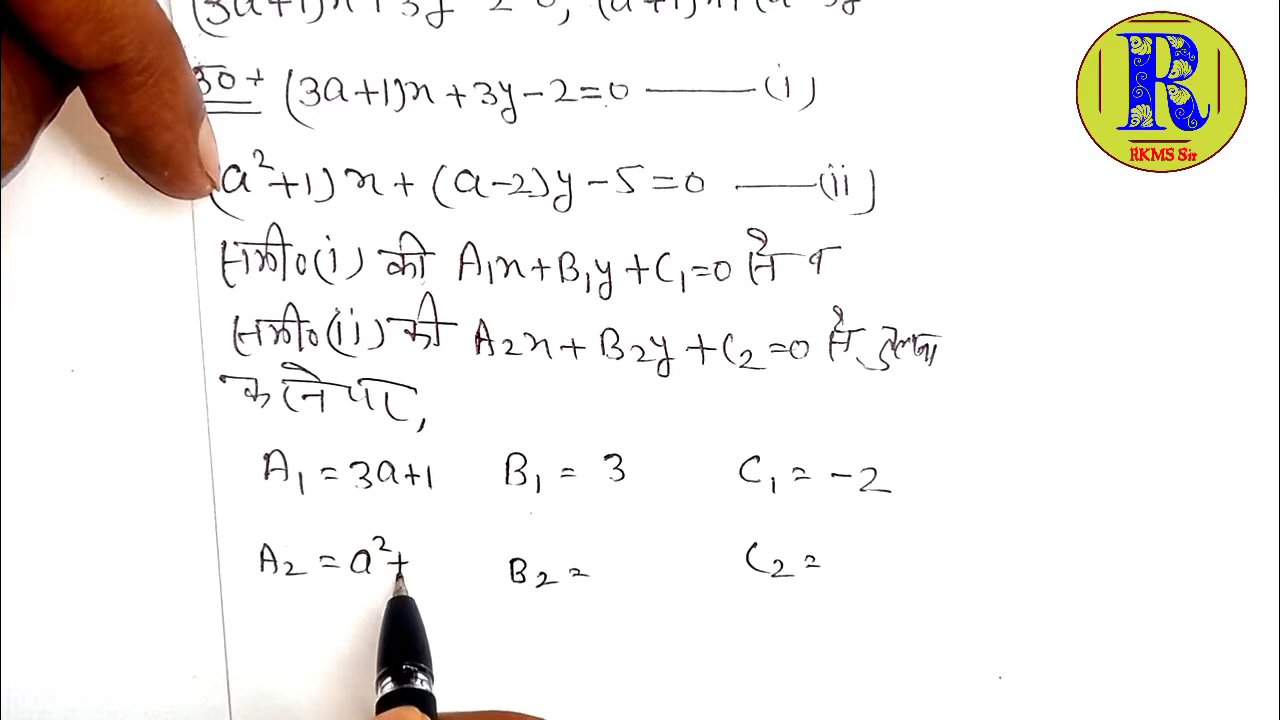 (3a+1)x+3y-2=0 ——— (i)
(a²+1)x+(a-2)y-5=0 ——(ii)
समी०(i) की A₁x+B₁y+C₁=0 से व
समी०(ii) की A₂x+B₂y+C₂=0 से तुलना
करने पर,
A₁=3a+1 B₁=3 C₁=-2
A₂=a²+ B₂= C₂=
R
RKMS Sir